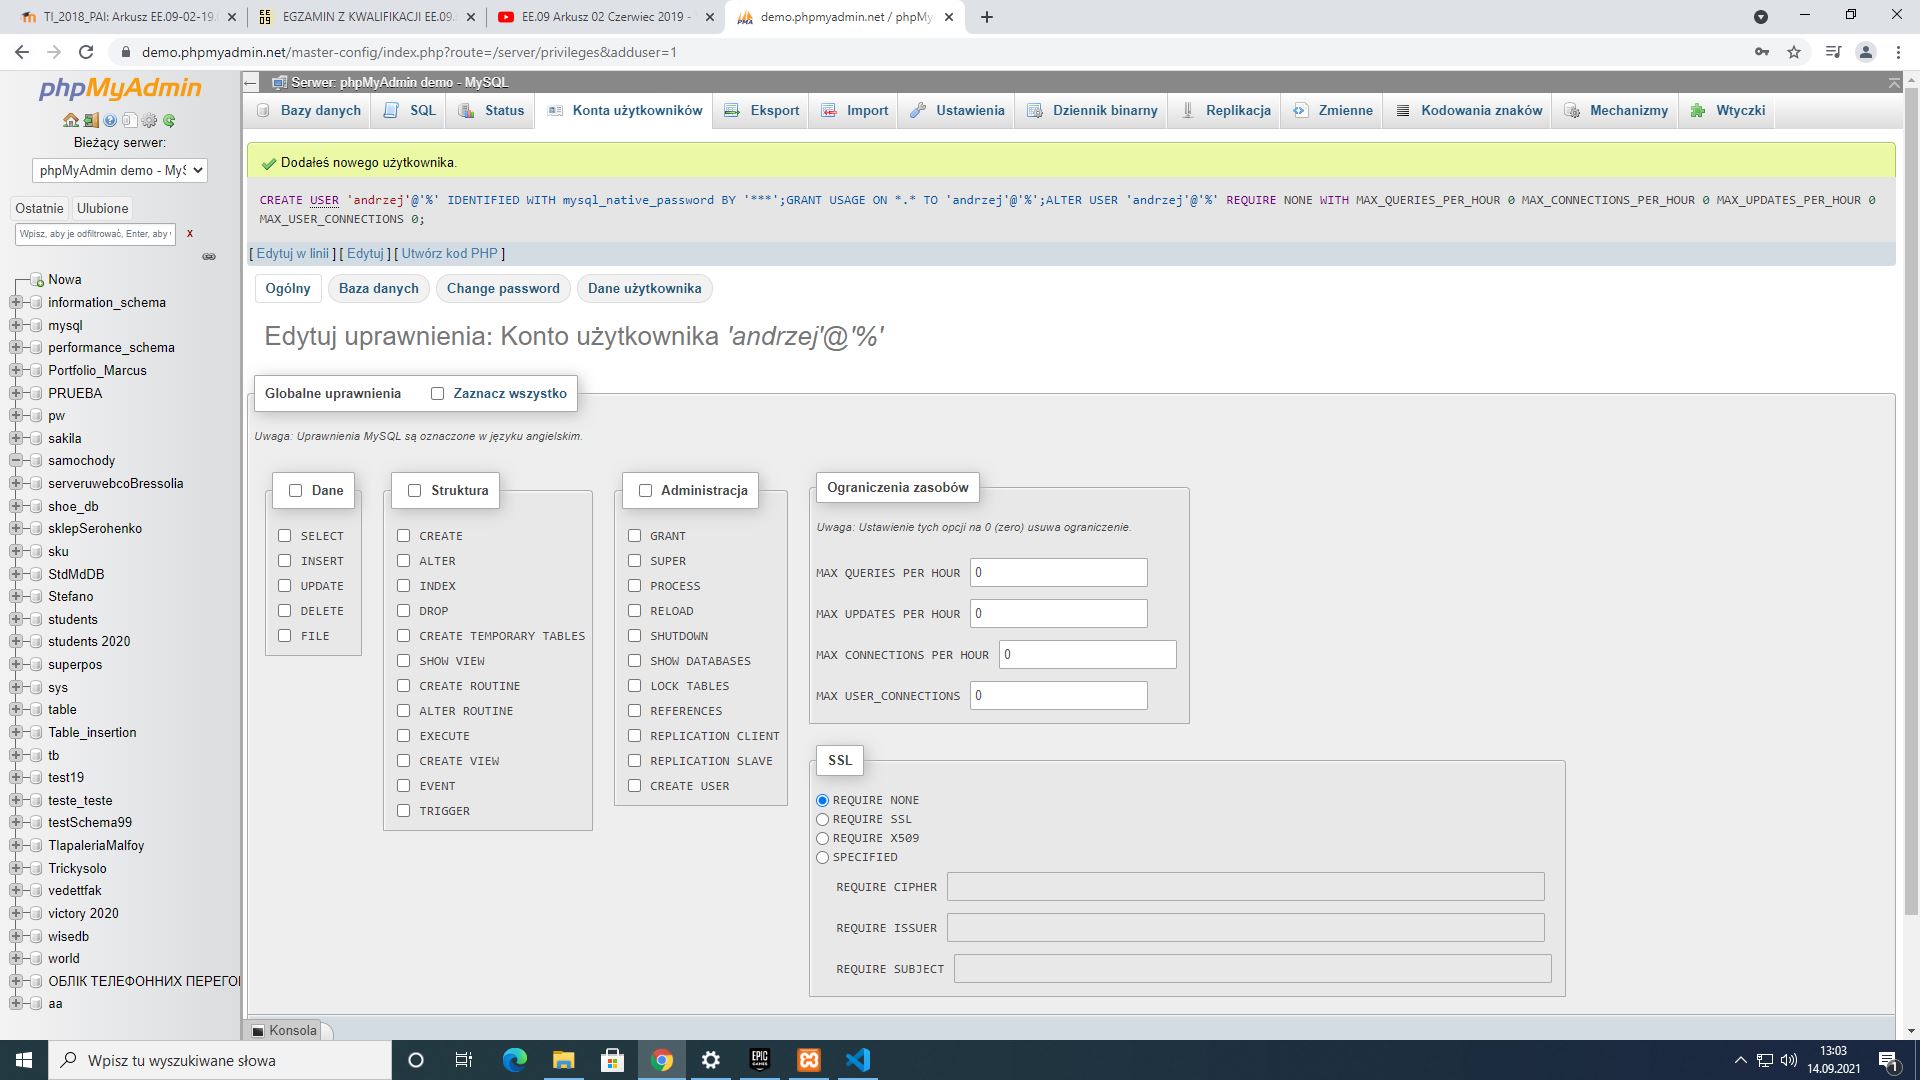 TI_2018_PAI: Arkusz EE.09-02-19.0
EGZAMIN Z KWALIFIKACJI EE.09
EE.09 Arkusz 02 Czerwiec 2019 -
demo.phpmyadmin.net / phpMy
demo.phpmyadmin.net/master-config/index.php?route=/server/privileges&adduser=1
phpMyAdmin
Bieżący serwer:
phpMyAdmin demo - MyS
Ostatnie Ulubione
Wpisz, aby je odfiltrować, Enter, aby
X
Nowa
information_schema
mysql
performance_schema
Portfolio_Marcus
PRUEBA
pw
sakila
samochody
serveruwebcoBressolia
shoe_db
sklepSerohenko
sku
StdMdDB
Stefano
students
students 2020
superpos
sys
table
Table_insertion
tb
test19
teste_teste
testSchema99
TlapaleriaMalfoy
Trickysolo
vedettfak
victory 2020
wisedb
world
ОБЛІК ТЕЛЕФОННИХ ПЕРЕГО
aa
Serwer: phpMyAdmin demo - MySQL
Bazy danych SQL Status Konta użytkowników Eksport Import Ustawienia Dziennik binarny Replikacja Zmienne Kodowania znaków Mechanizmy Wtyczki
Dodałeś nowego użytkownika.
CREATE USER 'andrzej'@'%' IDENTIFIED WITH mysql_native_password BY '***';GRANT USAGE ON *.* TO 'andrzej'@'%';ALTER USER 'andrzej'@'%' REQUIRE NONE WITH MAX_QUERIES_PER_HOUR 0 MAX_CONNECTIONS_PER_HOUR 0 MAX_UPDATES_PER_HOUR 0
MAX_USER_CONNECTIONS 0;
[ Edytuj w linii ] [ Edytuj ] [ Utwórz kod PHP ]
Ogólny Baza danych Change password Dane użytkownika
Edytuj uprawnienia: Konto użytkownika 'andrzej'@'%'
Globalne uprawnienia Zaznacz wszystko
Uwaga: Uprawnienia MySQL są oznaczone w języku angielskim.
Dane
SELECT
INSERT
UPDATE
DELETE
FILE
Struktura
CREATE
ALTER
INDEX
DROP
CREATE TEMPORARY TABLES
SHOW VIEW
CREATE ROUTINE
ALTER ROUTINE
EXECUTE
CREATE VIEW
EVENT
TRIGGER
Administracja
GRANT
SUPER
PROCESS
RELOAD
SHUTDOWN
SHOW DATABASES
LOCK TABLES
REFERENCES
REPLICATION CLIENT
REPLICATION SLAVE
CREATE USER
Ograniczenia zasobów
Uwaga: Ustawienie tych opcji na 0 (zero) usuwa ograniczenie.
MAX QUERIES PER HOUR 0
MAX UPDATES PER HOUR 0
MAX CONNECTIONS PER HOUR 0
MAX USER_CONNECTIONS 0
SSL
REQUIRE NONE
REQUIRE SSL
REQUIRE X509
SPECIFIED
REQUIRE CIPHER
REQUIRE ISSUER
REQUIRE SUBJECT
Konsola
Wpisz tu wyszukiwane słowa
EPIC GAMES
13:03
14.09.2021
1